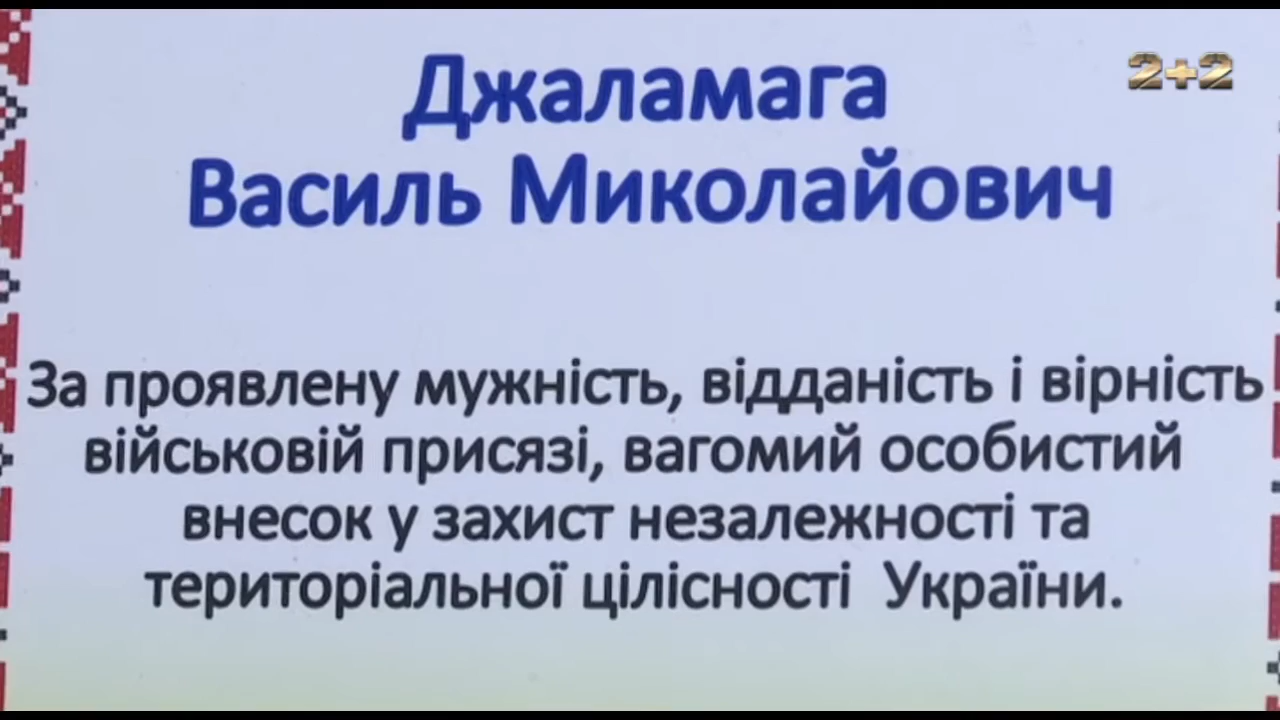 2+2
Джаламага
Василь Миколайович
За проявлену мужність, відданість і вірність
військовій присязі, вагомий особистий
внесок у захист незалежності та
територіальної цілісності України.